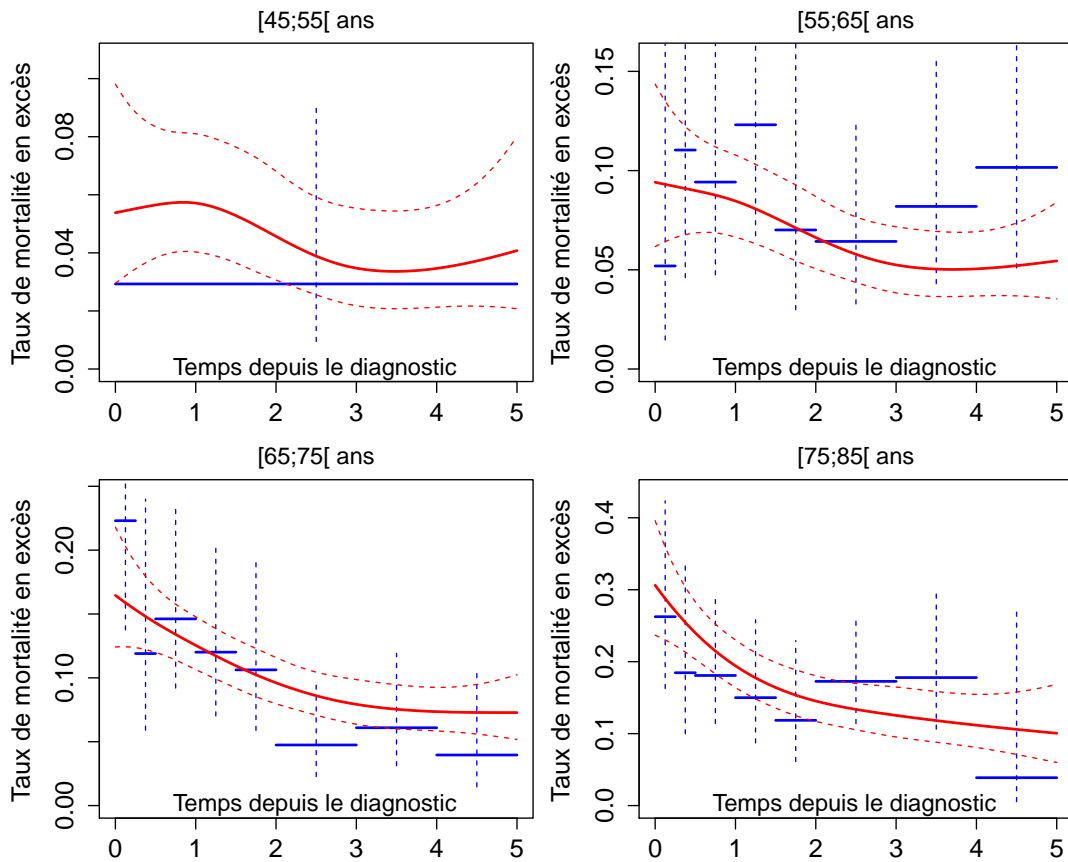 [45;55[ ans
Taux de mortalité en excès
0.00 0.04 0.08
Temps depuis le diagnostic
0 1 2 3 4 5
[55;65[ ans
Taux de mortalité en excès
0.00 0.05 0.10 0.15
Temps depuis le diagnostic
0 1 2 3 4 5
[65;75[ ans
Taux de mortalité en excès
0.00 0.10 0.20
Temps depuis le diagnostic
0 1 2 3 4 5
[75;85[ ans
Taux de mortalité en excès
0.0 0.1 0.2 0.3 0.4
Temps depuis le diagnostic
0 1 2 3 4 5